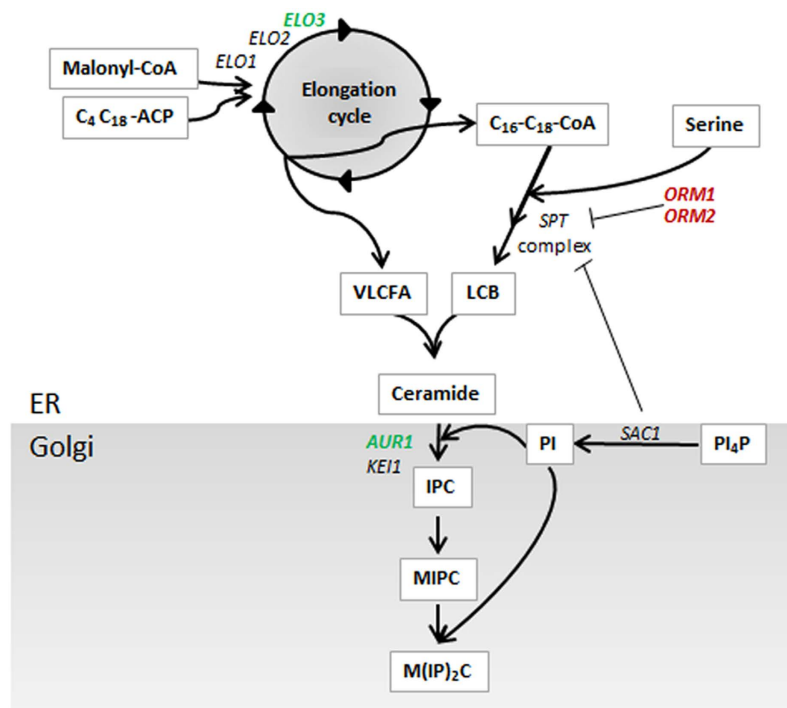 ELO3
ELO2
ELO1
Malonyl-CoA
C₄ C₁₈ -ACP
Elongation
cycle
C₁₆-C₁₈-CoA
Serine
ORM1
ORM2
SPT
complex
VLCFA
LCB
Ceramide
ER
Golgi
AUR1
KEI1
PI
SAC1
PI₄P
IPC
MIPC
M(IP)₂C